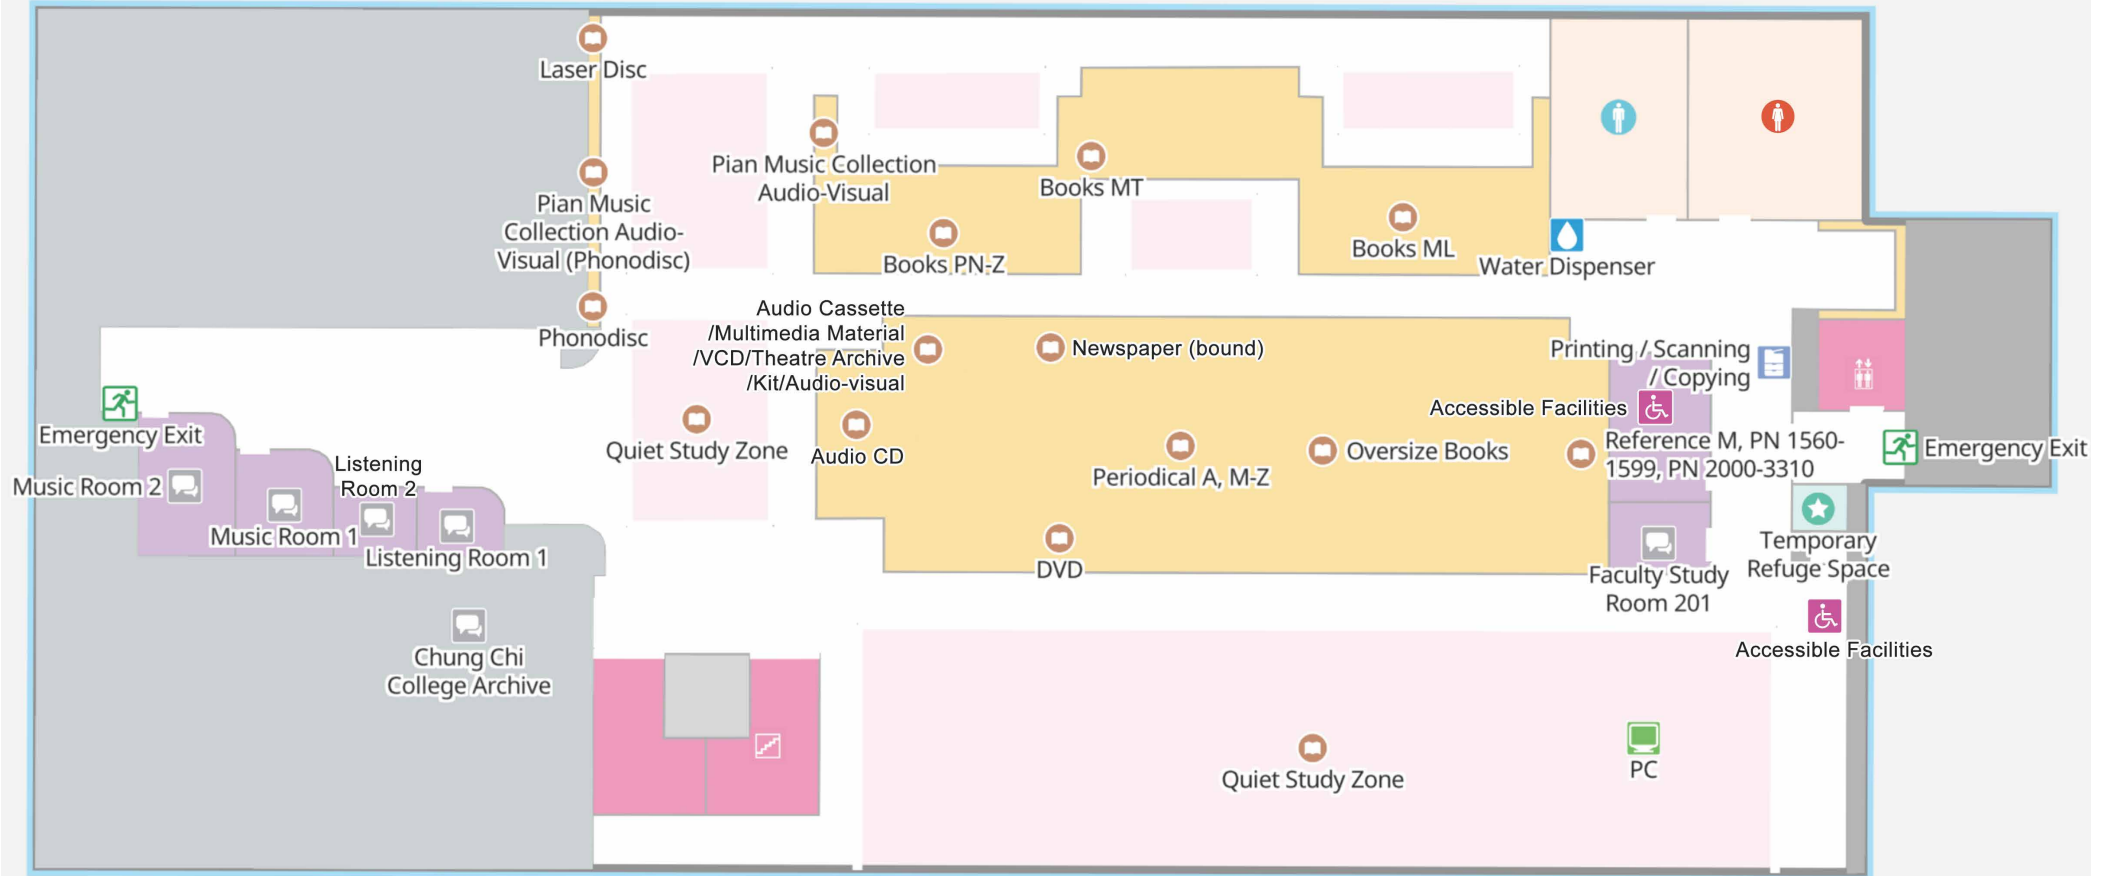 Laser Disc
Pian Music
Collection Audio-
Visual (Phonodisc)
Phonodisc
Pian Music Collection
Audio-Visual
Books MT
Books PN-Z
Books ML
Water Dispenser
Audio Cassette
/Multimedia Material
/VCD/Theatre Archive
/Kit/Audio-visual
Newspaper (bound)
Printing / Scanning
/ Copying
Accessible Facilities
Emergency Exit
Quiet Study Zone
Audio CD
Periodical A, M-Z
Oversize Books
Reference M, PN 1560-
1599, PN 2000-3310
Emergency Exit
Music Room 2
Music Room 1
Listening
Room 2
Listening Room 1
DVD
Faculty Study
Room 201
Temporary
Refuge Space
Accessible Facilities
Chung Chi
College Archive
Quiet Study Zone
PC